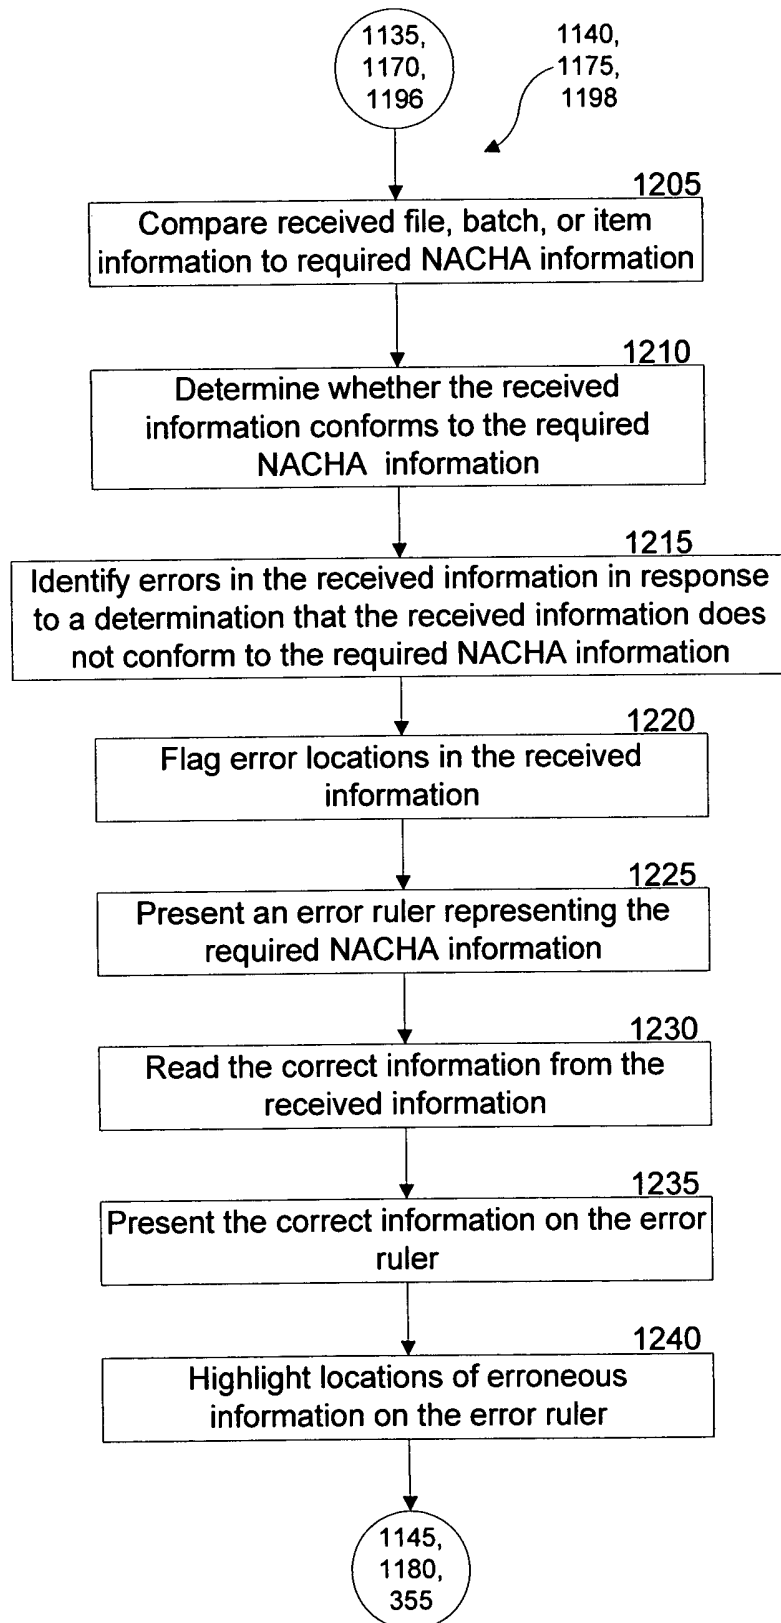 1135,
1170,
1196
1140,
1175,
1198
1205
Compare received file, batch, or item
information to required NACHA information
1210
Determine whether the received
information conforms to the required
NACHA information
1215
Identify errors in the received information in response
to a determination that the received information does
not conform to the required NACHA information
1220
Flag error locations in the received
information
1225
Present an error ruler representing the
required NACHA information
1230
Read the correct information from the
received information
1235
Present the correct information on the error
ruler
1240
Highlight locations of erroneous
information on the error ruler
1145,
1180,
355